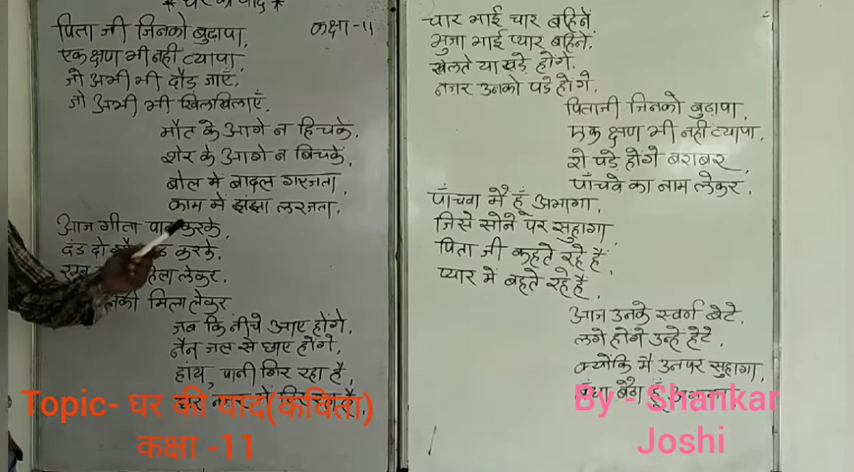 * घर की याद *
कक्षा-11
पिता जी जिनको बुढ़ापा,
एक क्षण भी नहीं व्यापा,
जो अभी भी दौड़ जाएँ,
जो अभी भी खिलखिलाएँ,
मौत के आगे न हिचकें,
शेर के आगे न बिचकें,
बोल में बादल गरजता,
काम में झंझा लरजता,
आज गीता पाठ करके,
दंड दो करके,
लेकर,
मिला लेकर
जब कि नीचे आए होंगे,
नैन जल से छाए होंगे,
हाय, पानी गिर रहा है,
चार भाई चार बहिनें,
भुजा भाई प्यार बहिनें,
खेलते या खड़े होंगे,
नजर उनको पड़े होंगे,
पिताजी जिनको बुढ़ापा,
एक क्षण भी नहीं व्यापा,
रो पड़े होंगे बराबर,
पाँचवे का नाम लेकर,
पाँचवा मैं हूँ अभागा,
जिसे सोने पर सुहागा,
पिता जी कहते रहे हैं,
प्यार में बहते रहे हैं,
आज उनके स्वर्ण बेटे,
लगे होंगे उन्हें हेटे,
क्योंकि मैं उनपर सुहागा,
बंधा बैठा हूँ
Topic- घर की याद(कविता)
कक्षा -11
By - Shankar
Joshi